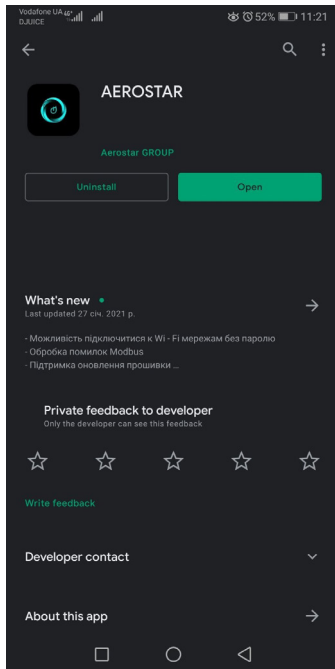 Vodafone UA 4G+
DJUICE
52% 11:21
AEROSTAR
Aerostar GROUP
Uninstall
Open
What's new
Last updated 27 січ. 2021 р.
- Можливість підключитися к Wi - Fi мережам без паролю
- Обробка помилок Modbus
- Підтримка оновлення прошивки ...
Private feedback to developer
Only the developer can see this feedback
Write feedback
Developer contact
About this app